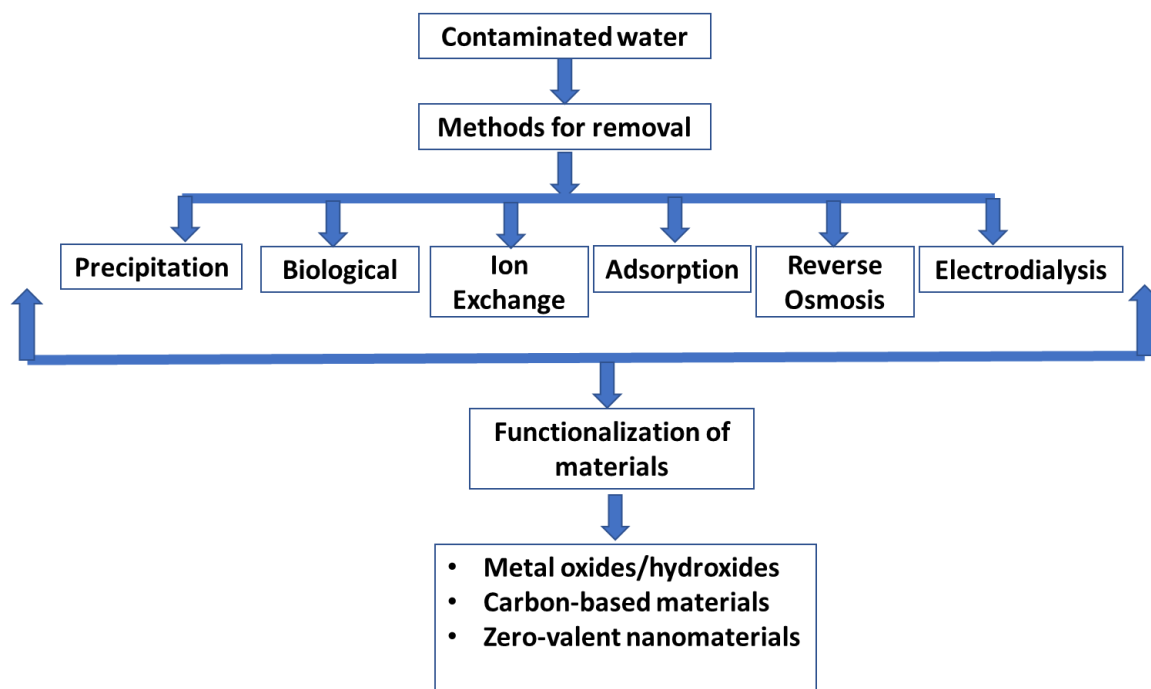 Contaminated water
Methods for removal
Precipitation
Biological
Ion
Exchange
Adsorption
Reverse
Osmosis
Electrodialysis
Functionalization of
materials
• Metal oxides/hydroxides
• Carbon-based materials
• Zero-valent nanomaterials